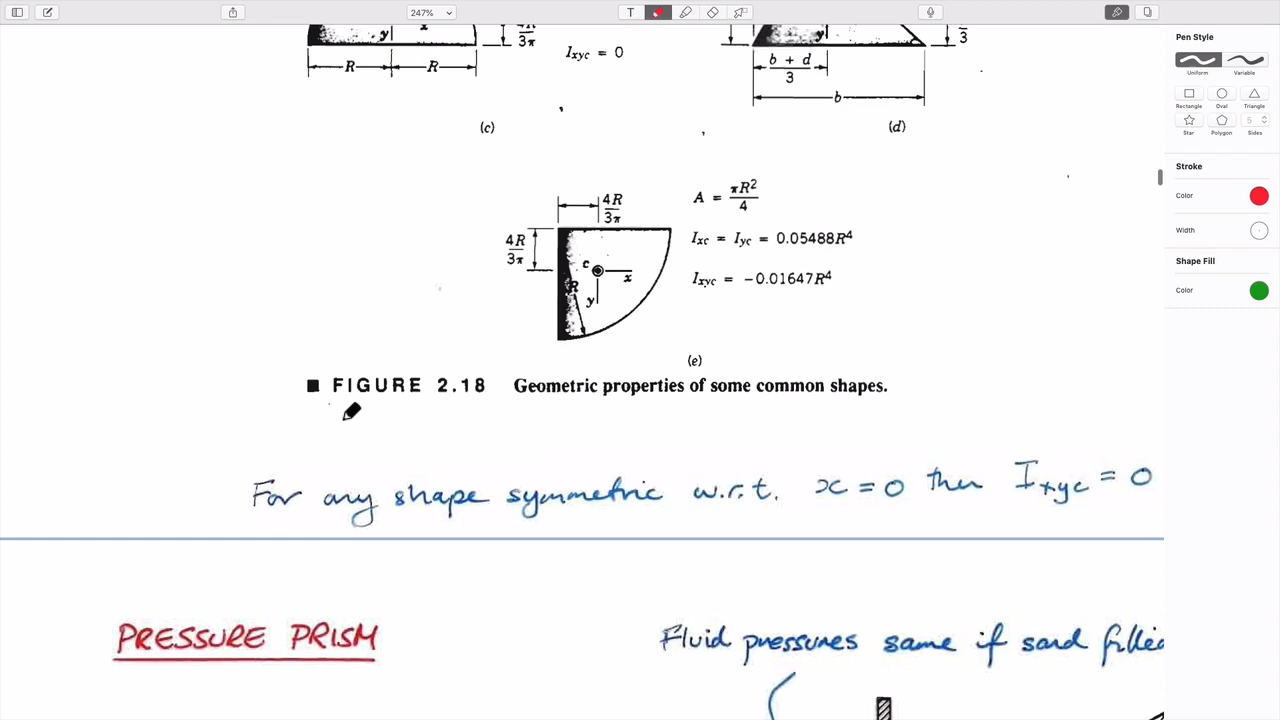 247%
T
Pen Style
Uniform
Variable
Rectangle
Oval
Triangle
Star
Polygon
5
Sides
Stroke
Color
Width
Shape Fill
Color
4R
3π
y
x
R
R
I_xyc = 0
(c)
y
3
b + d
3
b
(d)
4R
3π
4R
3π
c
x
R
y
A = πR²/4
I_xc = I_yc = 0.05488R⁴
I_xyc = −0.01647R⁴
(e)
■ FIGURE 2.18 Geometric properties of some common shapes.
For any shape symmetric w.r.t. x = 0 then I_xyc = 0
PRESSURE PRISM
Fluid pressures same if sand filled